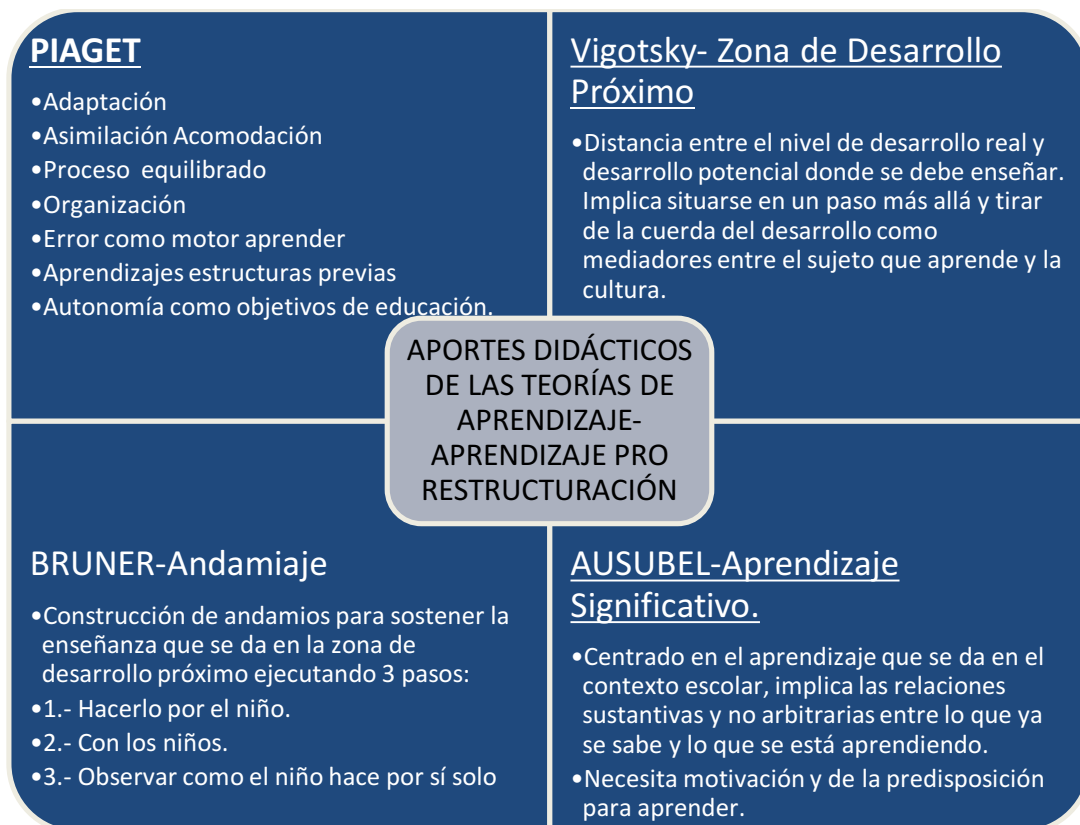 PIAGET
•Adaptación
•Asimilación Acomodación
•Proceso equilibrado
•Organización
•Error como motor aprender
•Aprendizajes estructuras previas
•Autonomía como objetivos de educación.
Vigotsky- Zona de Desarrollo
Próximo
•Distancia entre el nivel de desarrollo real y
desarrollo potencial donde se debe enseñar.
Implica situarse en un paso más allá y tirar
de la cuerda del desarrollo como
mediadores entre el sujeto que aprende y la
cultura.
APORTES DIDÁCTICOS
DE LAS TEORÍAS DE
APRENDIZAJE-
APRENDIZAJE PRO
RESTRUCTURACIÓN
BRUNER-Andamiaje
•Construcción de andamios para sostener la
enseñanza que se da en la zona de
desarrollo próximo ejecutando 3 pasos:
•1.- Hacerlo por el niño.
•2.- Con los niños.
•3.- Observar como el niño hace por sí solo
AUSUBEL-Aprendizaje
Significativo.
•Centrado en el aprendizaje que se da en el
contexto escolar, implica las relaciones
sustantivas y no arbitrarias entre lo que ya
se sabe y lo que se está aprendiendo.
•Necesita motivación y de la predisposición
para aprender.